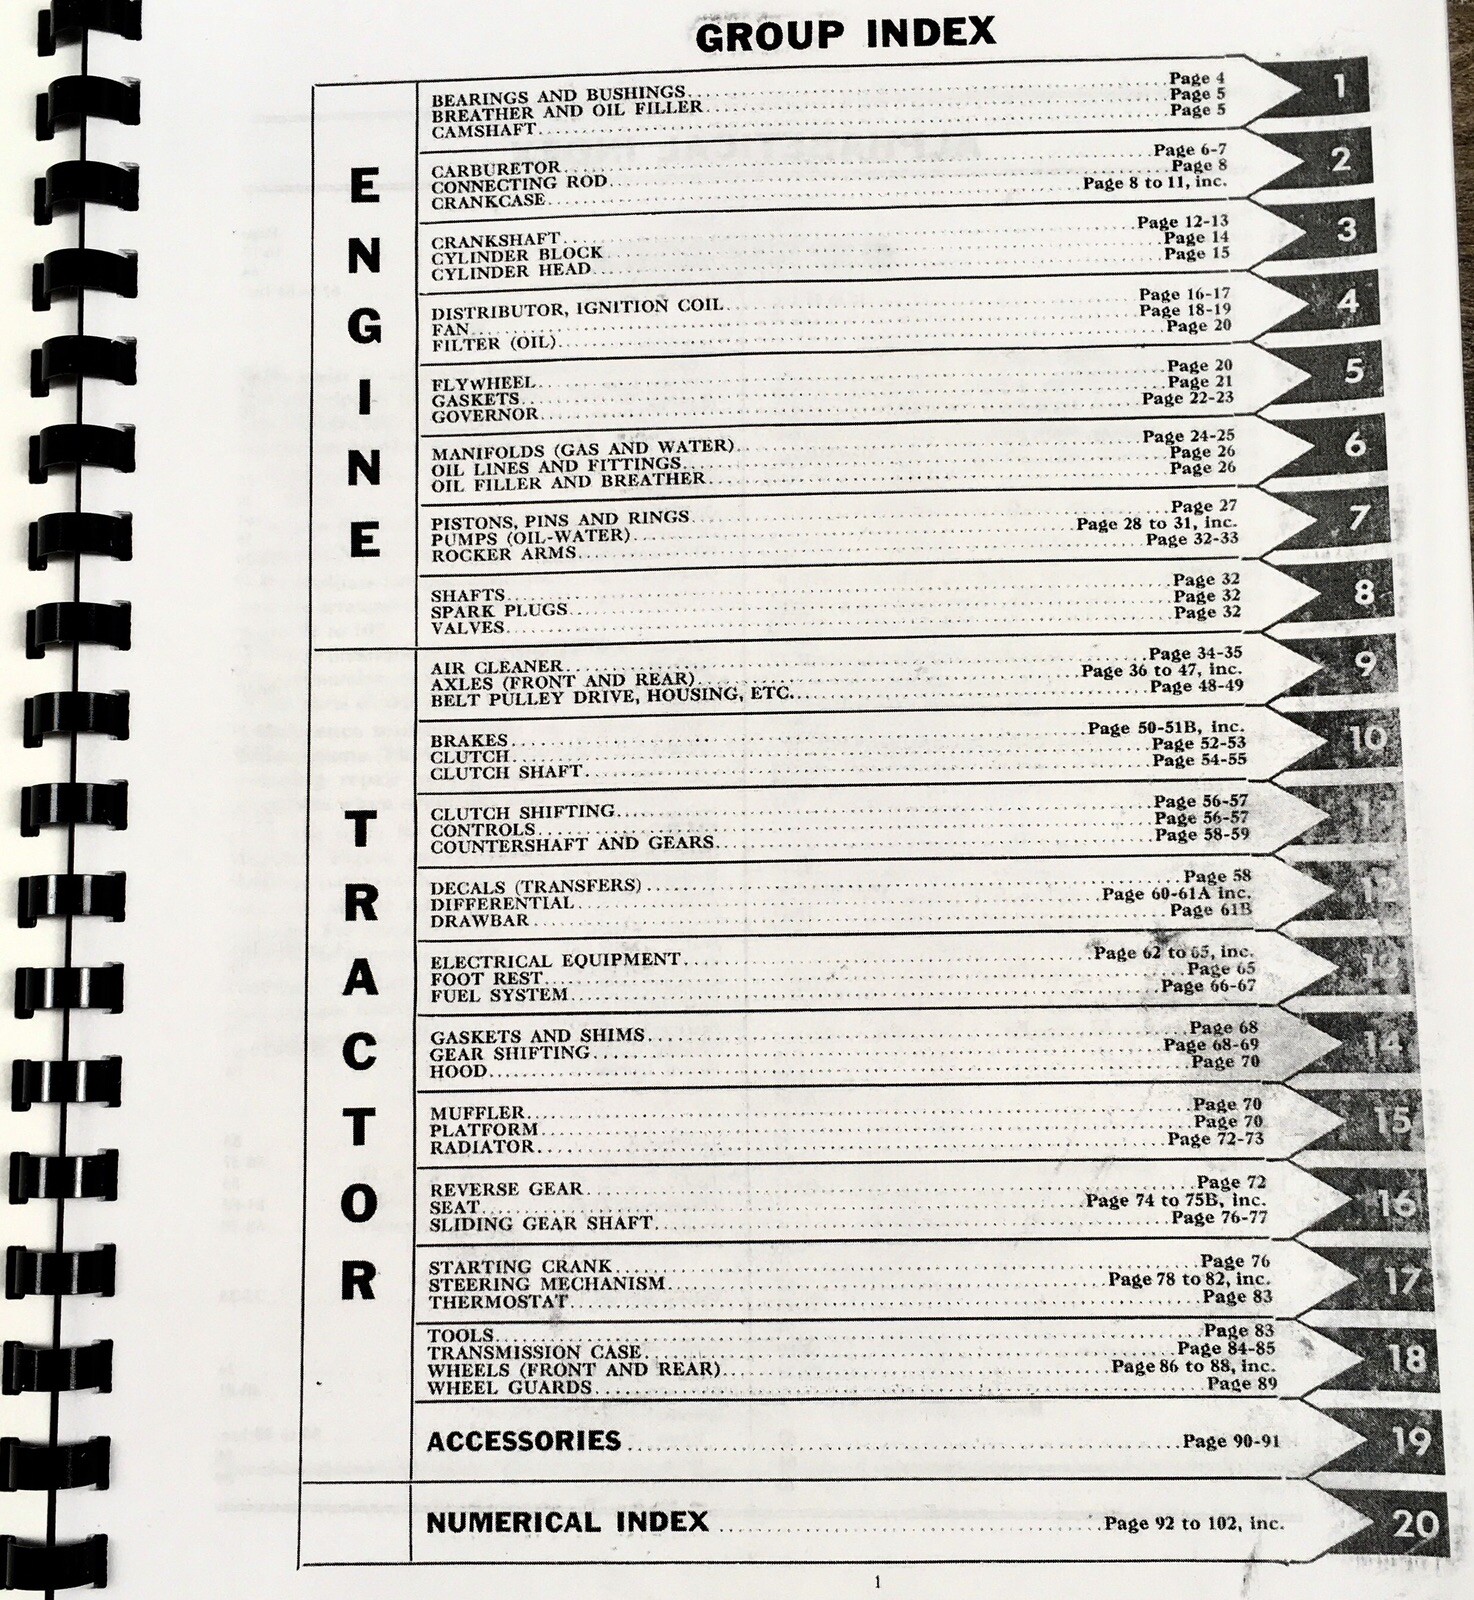 GROUP INDEX
ENGINE
BEARINGS AND BUSHINGS Page 4
BREATHER AND OIL FILLER Page 5
CAMSHAFT Page 5
1
CARBURETOR Page 6-7
CONNECTING ROD Page 8
CRANKCASE Page 8 to 11, inc.
2
CRANKSHAFT Page 12-13
CYLINDER BLOCK Page 14
CYLINDER HEAD Page 15
3
DISTRIBUTOR, IGNITION COIL Page 16-17
FAN Page 18-19
FILTER (OIL) Page 20
4
FLYWHEEL Page 20
GASKETS Page 21
GOVERNOR Page 22-23
5
MANIFOLDS (GAS AND WATER) Page 24-25
OIL LINES AND FITTINGS Page 26
OIL FILLER AND BREATHER Page 26
6
PISTONS, PINS AND RINGS Page 27
PUMPS (OIL-WATER) Page 28 to 31, inc.
ROCKER ARMS Page 32-33
7
SHAFTS Page 32
SPARK PLUGS Page 32
VALVES Page 32
8
TRACTOR
AIR CLEANER Page 34-35
AXLES (FRONT AND REAR) Page 36 to 47, inc.
BELT PULLEY DRIVE, HOUSING, ETC. Page 48-49
9
BRAKES Page 50-51B, inc.
CLUTCH Page 52-53
CLUTCH SHAFT Page 54-55
10
CLUTCH SHIFTING Page 56-57
CONTROLS Page 56-57
COUNTERSHAFT AND GEARS Page 58-59
11
DECALS (TRANSFERS) Page 58
DIFFERENTIAL Page 60-61A inc.
DRAWBAR Page 61B
12
ELECTRICAL EQUIPMENT Page 62 to 65, inc.
FOOT REST Page 65
FUEL SYSTEM Page 66-67
13
GASKETS AND SHIMS Page 68
GEAR SHIFTING Page 68-69
HOOD Page 70
14
MUFFLER Page 70
PLATFORM Page 70
RADIATOR Page 72-73
15
REVERSE GEAR Page 72
SEAT Page 74 to 75B, inc.
SLIDING GEAR SHAFT Page 76-77
16
STARTING CRANK Page 76
STEERING MECHANISM Page 78 to 82, inc.
THERMOSTAT Page 83
17
TOOLS Page 83
TRANSMISSION CASE Page 84-85
WHEELS (FRONT AND REAR) Page 86 to 88, inc.
WHEEL GUARDS Page 89
18
ACCESSORIES Page 90-91
19
NUMERICAL INDEX Page 92 to 102, inc.
20
1